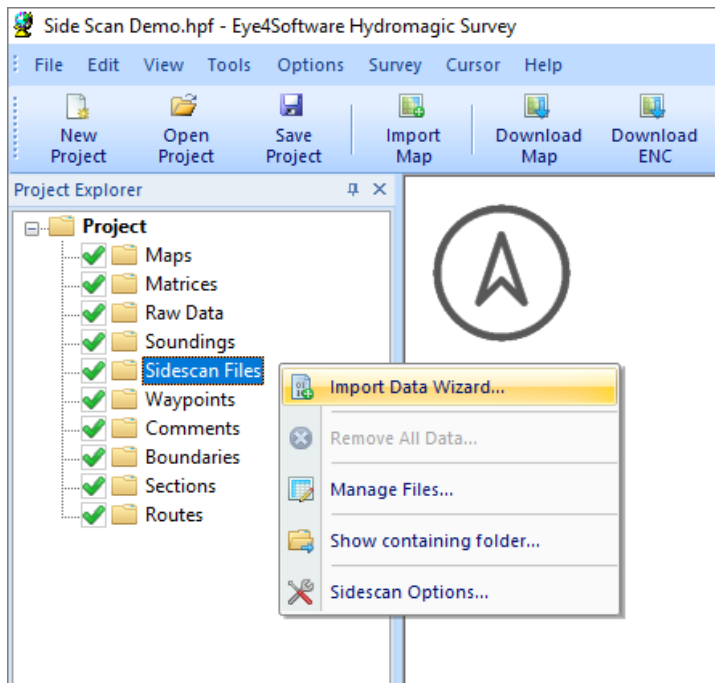 Side Scan Demo.hpf - Eye4Software Hydromagic Survey
File Edit View Tools Options Survey Cursor Help
New Project
Open Project
Save Project
Import Map
Download Map
Download ENC
Project Explorer
Project
Maps
Matrices
Raw Data
Soundings
Sidescan Files
Waypoints
Comments
Boundaries
Sections
Routes
Import Data Wizard...
Remove All Data...
Manage Files...
Show containing folder...
Sidescan Options...